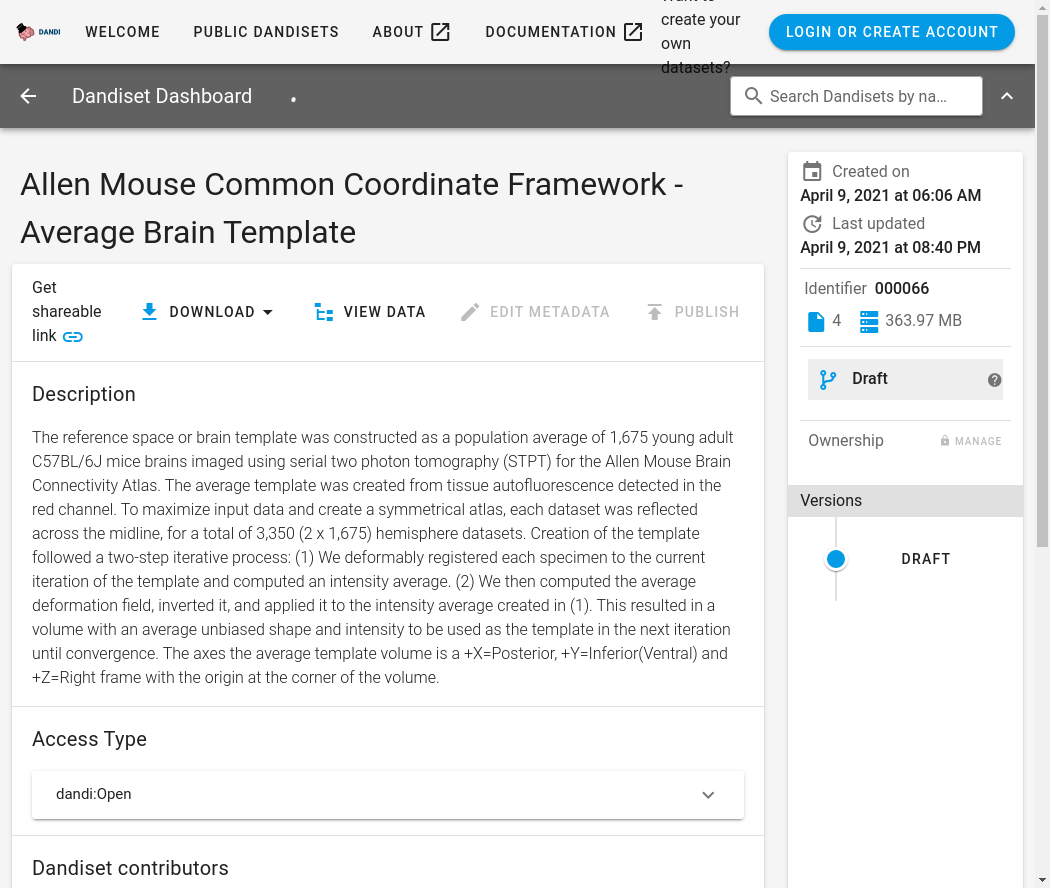 DANDI
WELCOME
PUBLIC DANDISETS
ABOUT
DOCUMENTATION
create your
own
datasets?
LOGIN OR CREATE ACCOUNT
Dandiset Dashboard
Search Dandisets by na…
Allen Mouse Common Coordinate Framework -
Average Brain Template
Get
shareable
link
DOWNLOAD
VIEW DATA
EDIT METADATA
PUBLISH
Description
The reference space or brain template was constructed as a population average of 1,675 young adult
C57BL/6J mice brains imaged using serial two photon tomography (STPT) for the Allen Mouse Brain
Connectivity Atlas. The average template was created from tissue autofluorescence detected in the
red channel. To maximize input data and create a symmetrical atlas, each dataset was reflected
across the midline, for a total of 3,350 (2 x 1,675) hemisphere datasets. Creation of the template
followed a two-step iterative process: (1) We deformably registered each specimen to the current
iteration of the template and computed an intensity average. (2) We then computed the average
deformation field, inverted it, and applied it to the intensity average created in (1). This resulted in a
volume with an average unbiased shape and intensity to be used as the template in the next iteration
until convergence. The axes the average template volume is a +X=Posterior, +Y=Inferior(Ventral) and
+Z=Right frame with the origin at the corner of the volume.
Access Type
dandi:Open
Dandiset contributors
Created on
April 9, 2021 at 06:06 AM
Last updated
April 9, 2021 at 08:40 PM
Identifier 000066
4 363.97 MB
Draft
Ownership
MANAGE
Versions
DRAFT